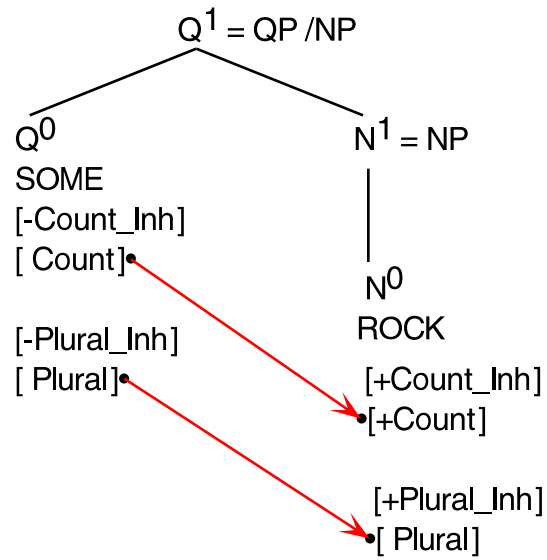 Q1 = QP /NP
Q0
N1 = NP
SOME
[-Count_Inh]
[ Count]
N0
ROCK
[-Plural_Inh]
[ Plural]
[+Count_Inh]
[+Count]
[+Plural_Inh]
[ Plural]